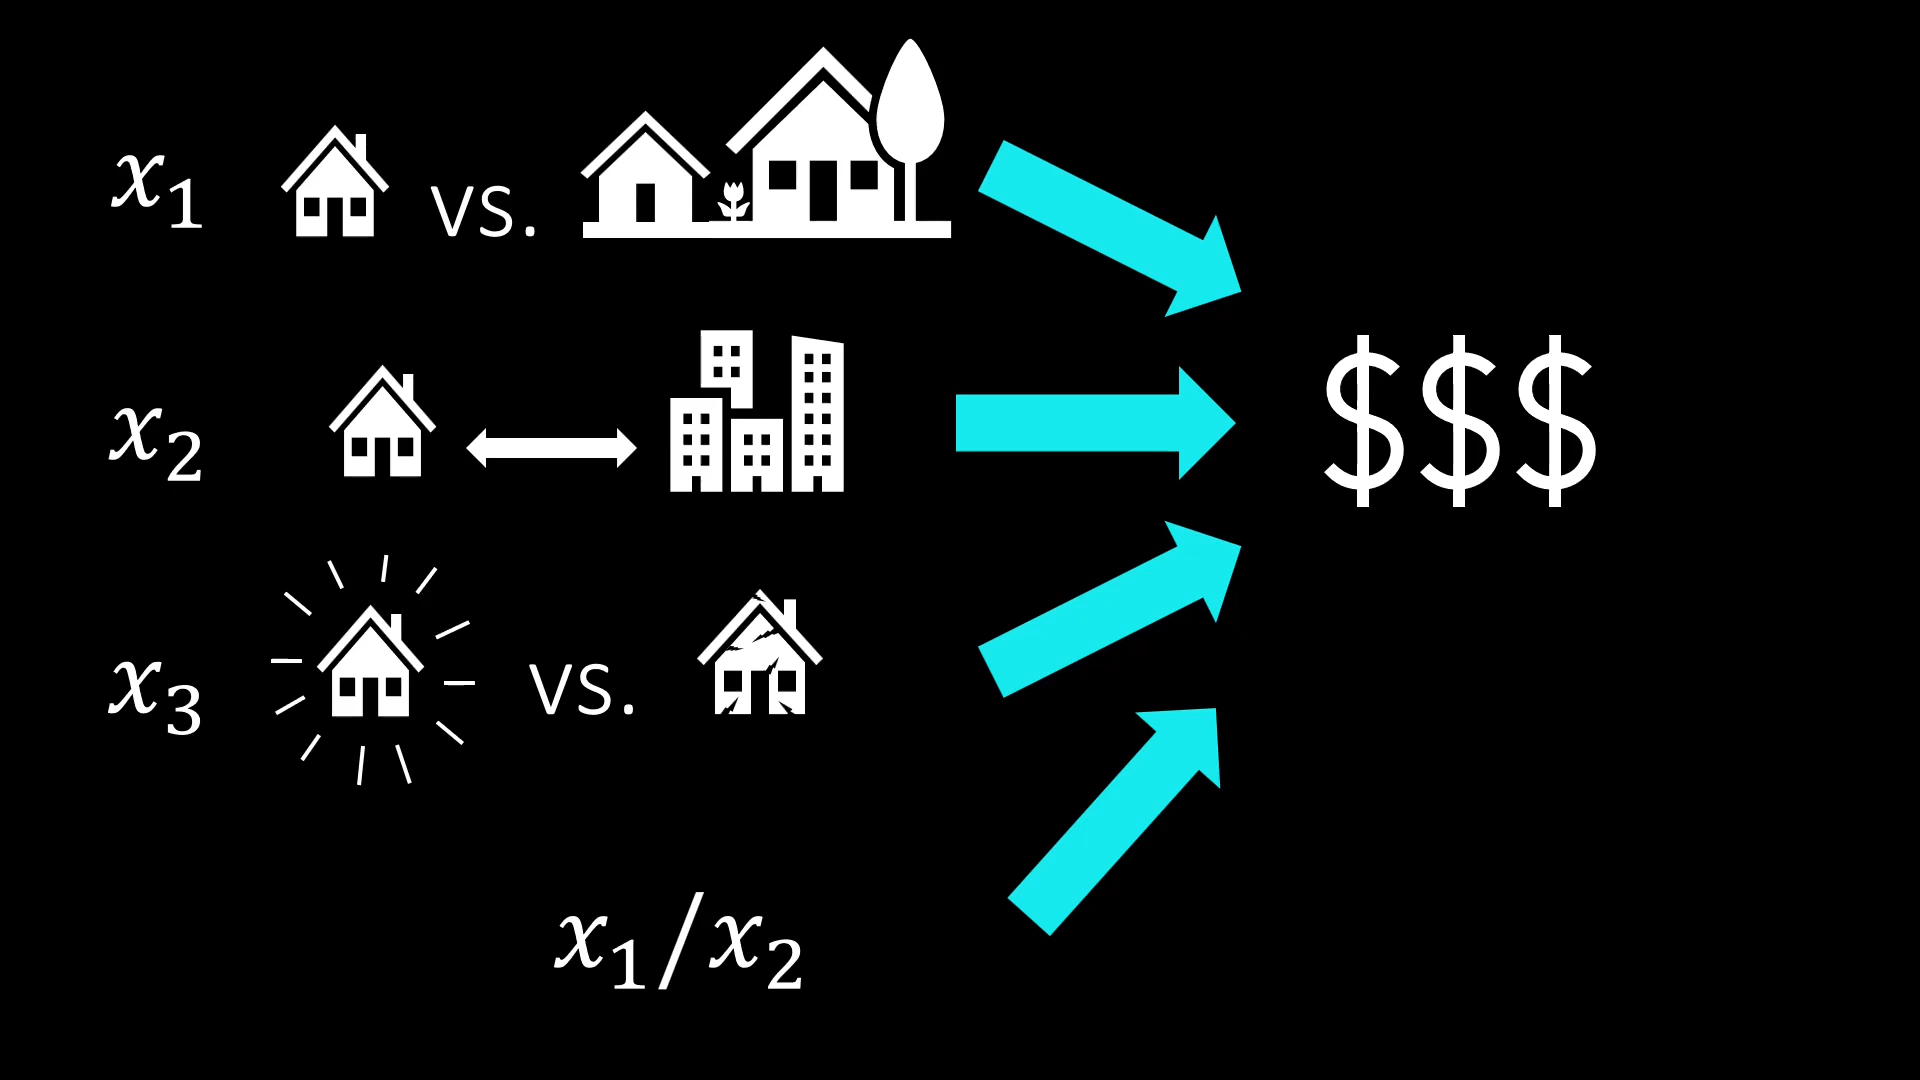 x₁ vs.
x₂
x₃ vs.
$$$
x₁/x₂